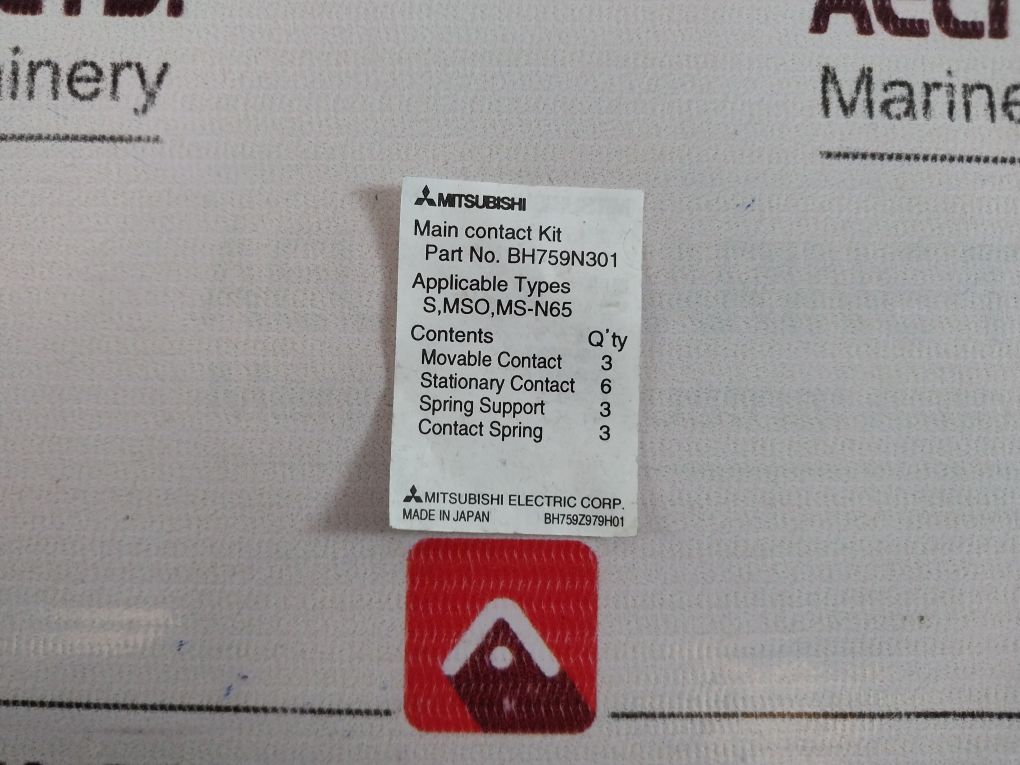 inery
Marine
MITSUBISHI
Main contact Kit
Part No. BH759N301
Applicable Types
S,MSO,MS-N65
Contents Q'ty
Movable Contact 3
Stationary Contact 6
Spring Support 3
Contact Spring 3
MITSUBISHI ELECTRIC CORP.
MADE IN JAPAN BH759Z979H01